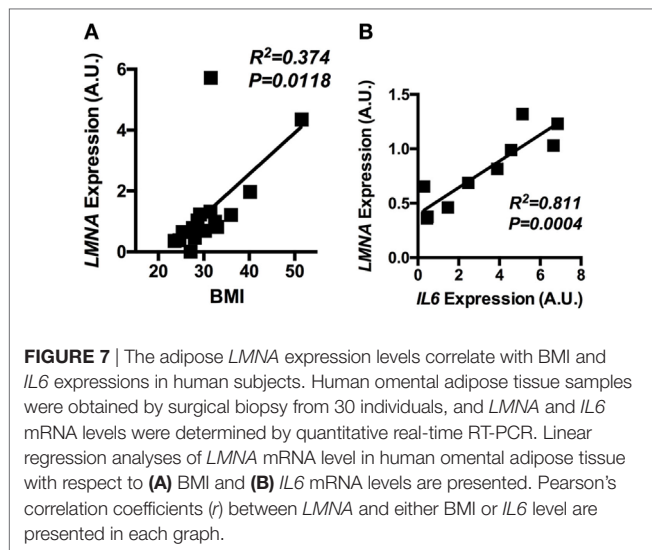 A
R²=0.374
P=0.0118
LMNA Expression (A.U.)
6
4
2
0
20 30 40 50
BMI
B
LMNA Expression (A.U.)
1.5
1.0
0.5
0.0
R²=0.811
P=0.0004
0 2 4 6 8
IL6 Expression (A.U.)
FIGURE 7 | The adipose LMNA expression levels correlate with BMI and
IL6 expressions in human subjects. Human omental adipose tissue samples
were obtained by surgical biopsy from 30 individuals, and LMNA and IL6
mRNA levels were determined by quantitative real-time RT-PCR. Linear
regression analyses of LMNA mRNA level in human omental adipose tissue
with respect to (A) BMI and (B) IL6 mRNA levels are presented. Pearson's
correlation coefficients (r) between LMNA and either BMI or IL6 level are
presented in each graph.